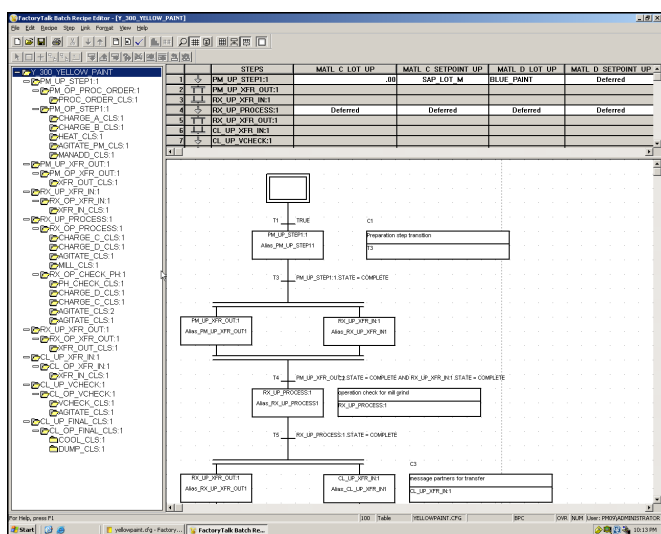 FactoryTalk Batch Recipe Editor - [Y_300_YELLOW_PAINT]
File Edit Recipe Step Link Format View Help
Y_300_YELLOW_PAINT
PM_UP_STEP1:1
PM_OP_PROC_ORDER:1
PROC_ORDER_CLS:1
PM_OP_STEP1:1
CHARGE_A_CLS:1
CHARGE_B_CLS:1
HEAT_CLS:1
AGITATE_PM_CLS:1
MANADD_CLS:1
PM_UP_XFR_OUT:1
PM_OP_XFR_OUT:1
XFR_OUT_CLS:1
RX_UP_XFR_IN:1
RX_OP_XFR_IN:1
XFR_IN_CLS:1
RX_UP_PROCESS:1
RX_OP_PROCESS:1
CHARGE_C_CLS:1
CHARGE_D_CLS:1
AGITATE_CLS:1
MILL_CLS:1
RX_OP_CHECK_PH:1
PH_CHECK_CLS:1
CHARGE_D_CLS:1
CHARGE_C_CLS:1
AGITATE_CLS:2
AGITATE_CLS:1
RX_UP_XFR_OUT:1
RX_OP_XFR_OUT:1
XFR_OUT_CLS:1
CL_UP_XFR_IN:1
CL_OP_XFR_IN:1
XFR_IN_CLS:1
CL_UP_VCHECK:1
CL_OP_VCHECK:1
VCHECK_CLS:1
AGITATE_CLS:1
CL_UP_FINAL_CLS:1
CL_OP_FINAL_CLS:1
COOL_CLS:1
DUMP_CLS:1
STEPS MATL C LOT UP MATL C SETPOINT UP MATL D LOT UP MATL D SETPOINT UP
1 PM_UP_STEP1:1 .00 SAP_LOT_M BLUE_PAINT Deferred
2 PM_UP_XFR_OUT:1
3 RX_UP_XFR_IN:1
4 RX_UP_PROCESS:1 Deferred Deferred Deferred Deferred
5 RX_UP_XFR_OUT:1
6 CL_UP_XFR_IN:1
7 CL_UP_VCHECK:1
T1 TRUE
C1
PM_UP_STEP1:1
Alias_PM_UP_STEP11
Preparation step transition
T3
T3 PM_UP_STEP1:1.STATE = COMPLETE
PM_UP_XFR_OUT:1
Alias_PM_UP_XFR_OUT1
RX_UP_XFR_IN:1
Alias_RX_UP_XFR_IN1
T4 PM_UP_XFR_OUT:1.STATE = COMPLETE AND RX_UP_XFR_IN:1.STATE = COMPLETE
RX_UP_PROCESS:1
Alias_RX_UP_PROCESS1
operation check for mill grind
RX_UP_PROCESS:1
T5 RX_UP_PROCESS:1.STATE = COMPLETE
C3
RX_UP_XFR_OUT:1
Alias_RX_UP_XFR_OUT1
CL_UP_XFR_IN:1
Alias_CL_UP_XFR_IN1
message partners for transfer
CL_UP_XFR_IN:1
For Help, press F1
100 Table YELLOWPAINT.CFG BPC OVR NUM User: PM09\ADMINISTRATOR
Start yellowpaint.cfg - Factory... FactoryTalk Batch Re... 10:13 PM